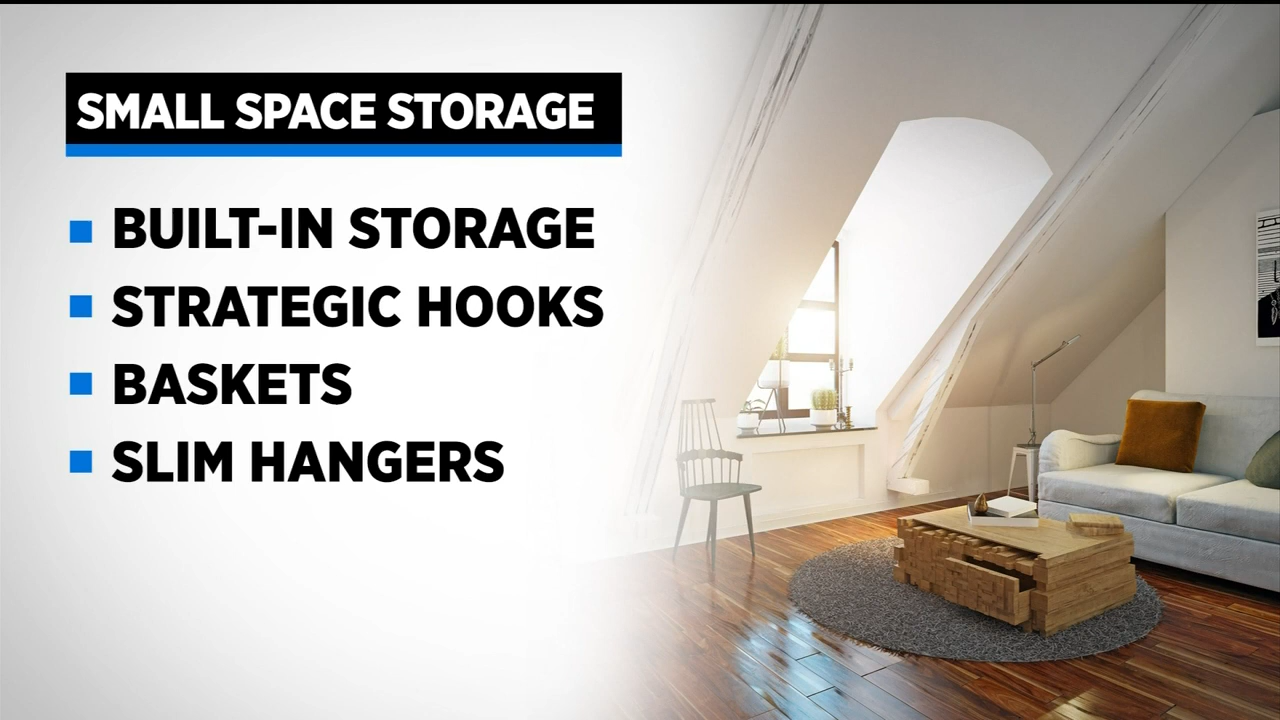 SMALL SPACE STORAGE
BUILT-IN STORAGE
STRATEGIC HOOKS
BASKETS
SLIM HANGERS